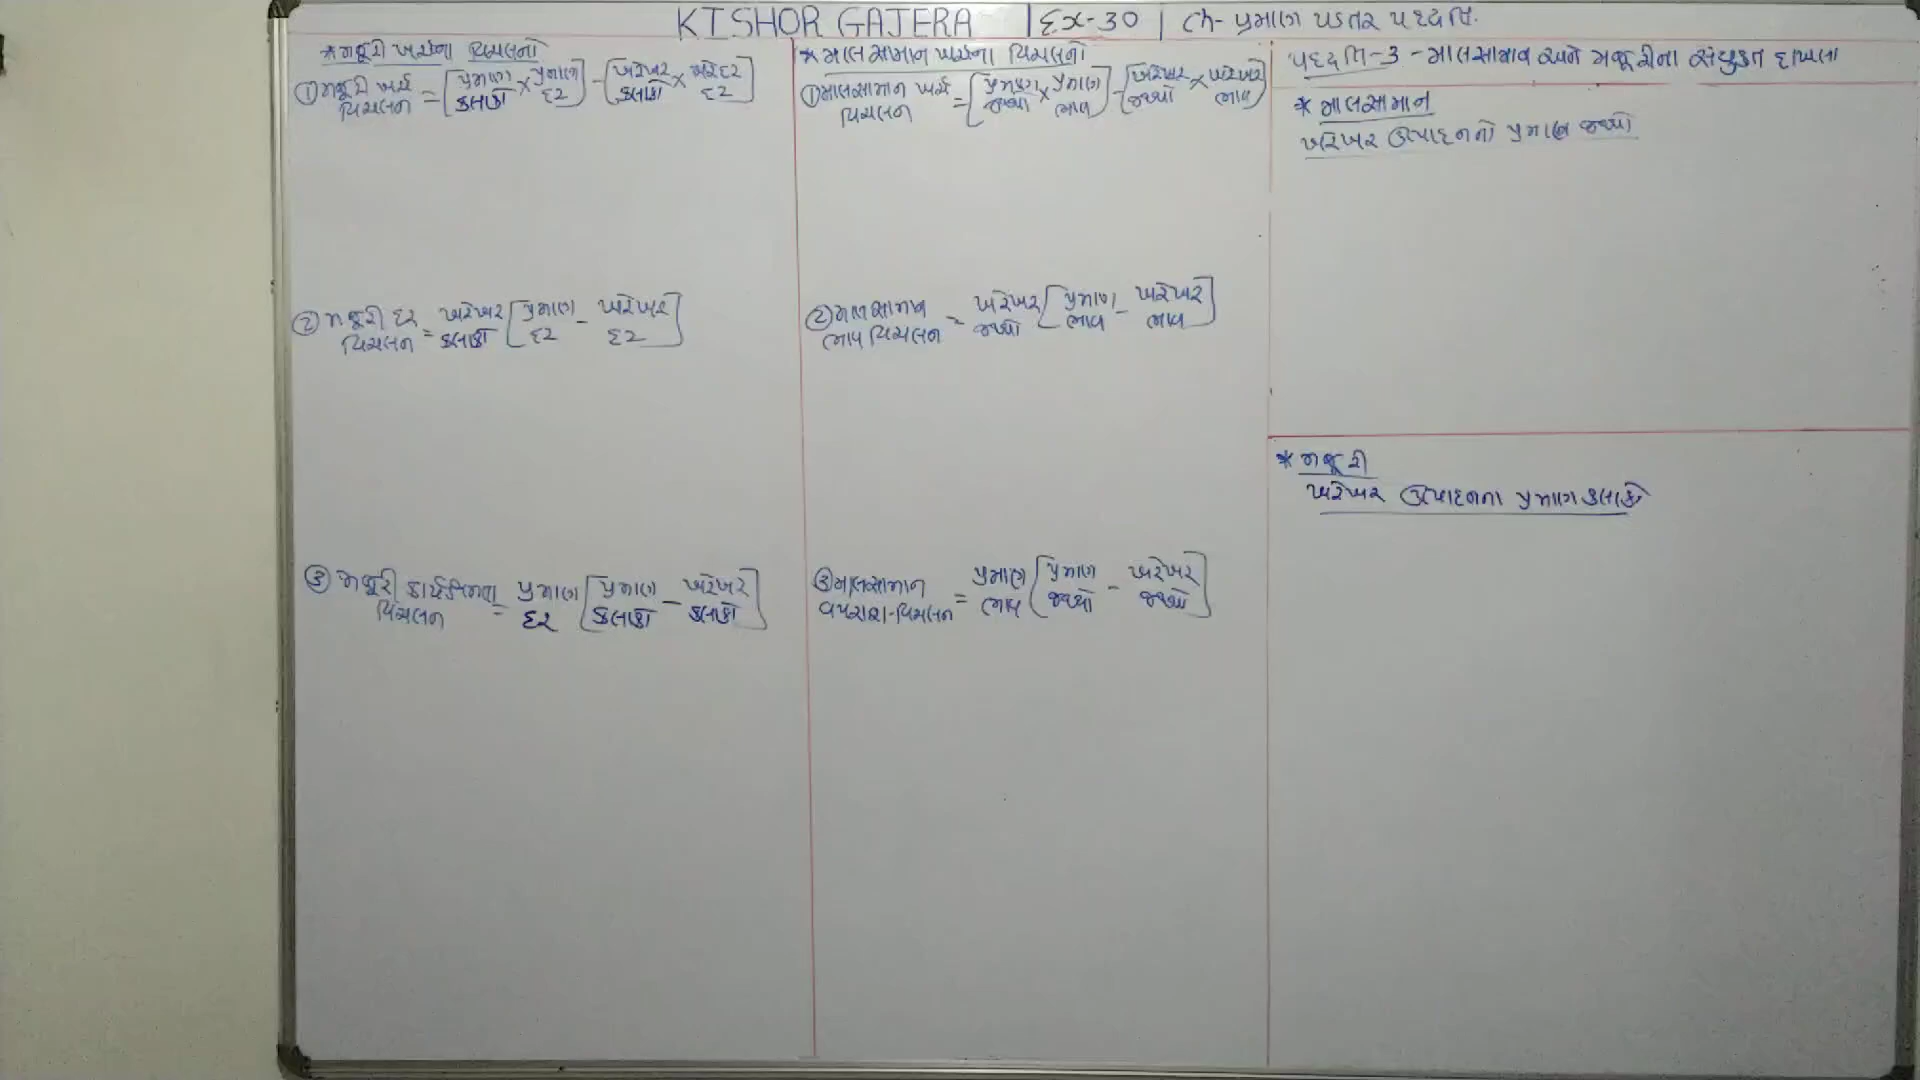 KISHOR GAJERA | Ex-30 | Ch- પ્રમાણ પડતર પદ્ધતિ.
* મજૂરી ખર્ચના વિચલનો
① મજૂરી ખર્ચ વિચલન = [પ્રમાણ કલાકો × પ્રમાણ દર] - [ખરેખર કલાકો × ખરે દર]
② મજૂરી દર વિચલન = ખરેખર કલાકો [પ્રમાણ દર - ખરેખર દર]
③ મજૂરી કાર્યક્ષમતા વિચલન = પ્રમાણ દર [પ્રમાણ કલાકો - ખરેખર કલાકો]
* માલસામાન ખર્ચના વિચલનો
① માલસામાન ખર્ચ વિચલન = [પ્રમાણ જથ્થો × પ્રમાણ ભાવ] - [ખરેખર જથ્થો × ખરેખર ભાવ]
② માલસામાન ભાવ વિચલન = ખરેખર જથ્થો [પ્રમાણ ભાવ - ખરેખર ભાવ]
③ માલસામાન વપરાશ-વિચલન = પ્રમાણ ભાવ [પ્રમાણ જથ્થો - ખરેખર જથ્થો]
પદ્ધતિ-3 - માલસામાન અને મજૂરીના સંયુક્ત દાખલા
* માલસામાન
ખરેખર ઉત્પાદનનો પ્રમાણ જથ્થો
* મજૂરી
ખરેખર ઉત્પાદનના પ્રમાણ કલાકો